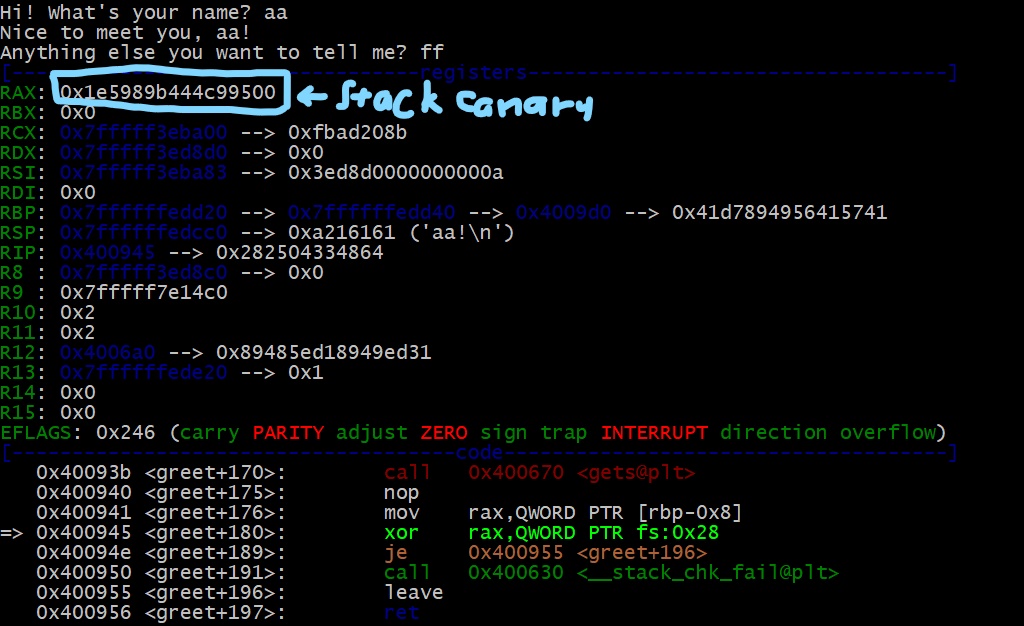 Hi! What's your name? aa
Nice to meet you, aa!
Anything else you want to tell me? ff
[----------------------------------registers-----------------------------------]
RAX: 0x1e5989b444c99500 ← Stack canary
RBX: 0x0
RCX: 0x7fffff3eba00 --> 0xfbad208b
RDX: 0x7fffff3ed8d0 --> 0x0
RSI: 0x7fffff3eba83 --> 0x3ed8d0000000000a
RDI: 0x0
RBP: 0x7ffffffedd20 --> 0x7ffffffedd40 --> 0x4009d0 --> 0x41d7894956415741
RSP: 0x7ffffffedcc0 --> 0xa216161 ('aa!\n')
RIP: 0x400945 --> 0x282504334864
R8 : 0x7fffff3ed8c0 --> 0x0
R9 : 0x7fffff7e14c0
R10: 0x2
R11: 0x2
R12: 0x4006a0 --> 0x89485ed18949ed31
R13: 0x7ffffffede20 --> 0x1
R14: 0x0
R15: 0x0
EFLAGS: 0x246 (carry PARITY adjust ZERO sign trap INTERRUPT direction overflow)
[-------------------------------------code-------------------------------------]
0x40093b <greet+170>: call 0x400670 <gets@plt>
0x400940 <greet+175>: nop
0x400941 <greet+176>: mov rax,QWORD PTR [rbp-0x8]
=> 0x400945 <greet+180>: xor rax,QWORD PTR fs:0x28
0x40094e <greet+189>: je 0x400955 <greet+196>
0x400950 <greet+191>: call 0x400630 <__stack_chk_fail@plt>
0x400955 <greet+196>: leave
0x400956 <greet+197>: ret